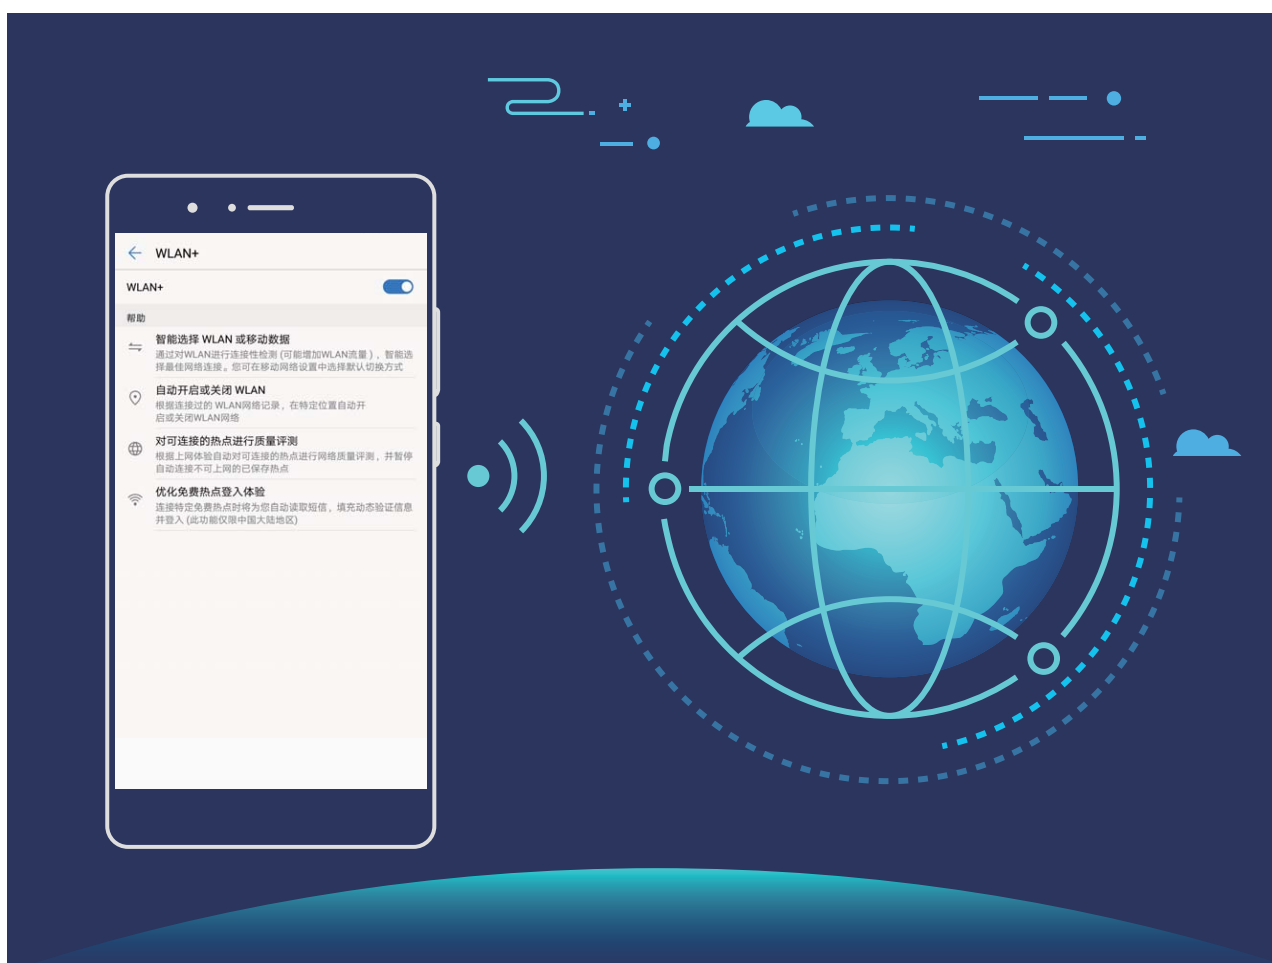 WLAN+
WLAN+
帮助
智能选择 WLAN 或移动数据
通过对WLAN进行连接性检测 (可能增加WLAN流量 ) ，智能选
择最佳网络连接。您可在移动网络设置中选择默认切换方式
自动开启或关闭 WLAN
根据连接过的 WLAN网络记录，在特定位置自动开
启或关闭WLAN网络
对可连接的热点进行质量评测
根据上网体验自动对可连接的热点进行网络质量评测，并暂停
自动连接不可上网的已保存热点
优化免费热点登入体验
连接特定免费热点时将为您自动读取短信，填充动态验证信息
并登入 (此功能仅限中国大陆地区)